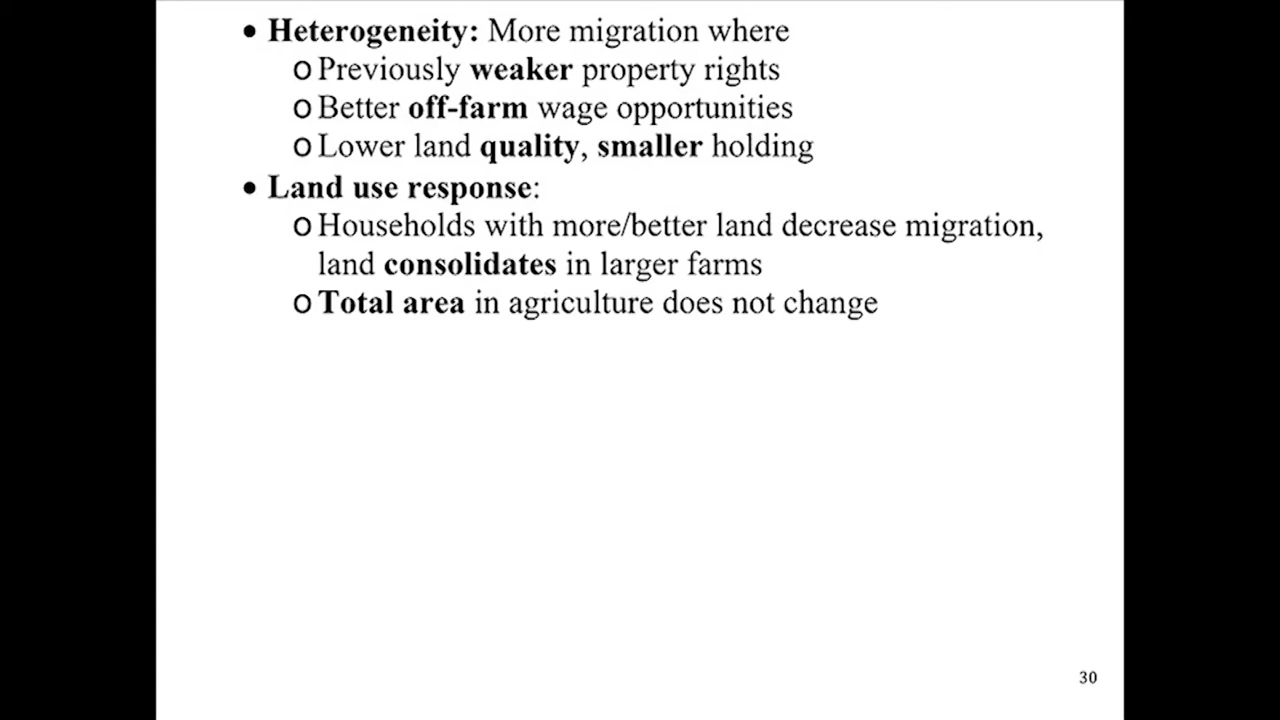 • Heterogeneity: More migration where
o Previously weaker property rights
o Better off-farm wage opportunities
o Lower land quality, smaller holding
• Land use response:
o Households with more/better land decrease migration,
land consolidates in larger farms
o Total area in agriculture does not change
30